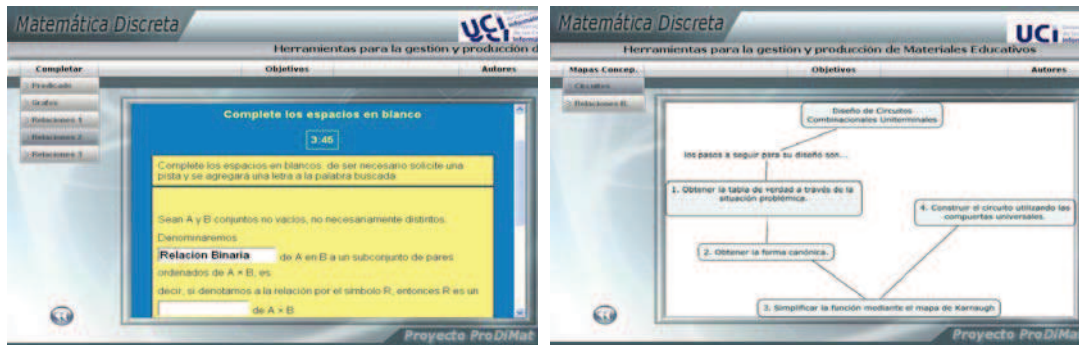 Matemática Discreta
UCI
Herramientas para la gestión y producción d
Completar
Objetivos
Autores
Predicado
Grafos
Relaciones 1
Relaciones 2
Relaciones 3
Complete los espacios en blanco
3:45
Complete los espacios en blancos. de ser necesario solicite una
pista y se agregara una letra a la palabra buscada
Sean A y B conjuntos no vacíos, no necesariamente distintos.
Denominaremos
Relación Binaria de A en B a un subconjunto de pares
ordenados de A × B, es
decir, si denotamos a la relación por el símbolo R, entonces R es un
de A × B
Proyecto ProDiMat
Matemática Discreta
UCI
Herramientas para la gestión y producción de Materiales Educativos
Mapas Concep.
Objetivos
Autores
Circuitos
Relaciones B.
Diseño de Circuitos
Combinacionales Uniterminales
los pasos a seguir para su diseño son...
1. Obtener la tabla de verdad a través de la
situación problémica.
4. Construir el circuito utilizando las
compuertas universales.
2. Obtener la forma canónica.
3. Simplificar la función mediante el mapa de Karnaugh
Proyecto ProDiMa